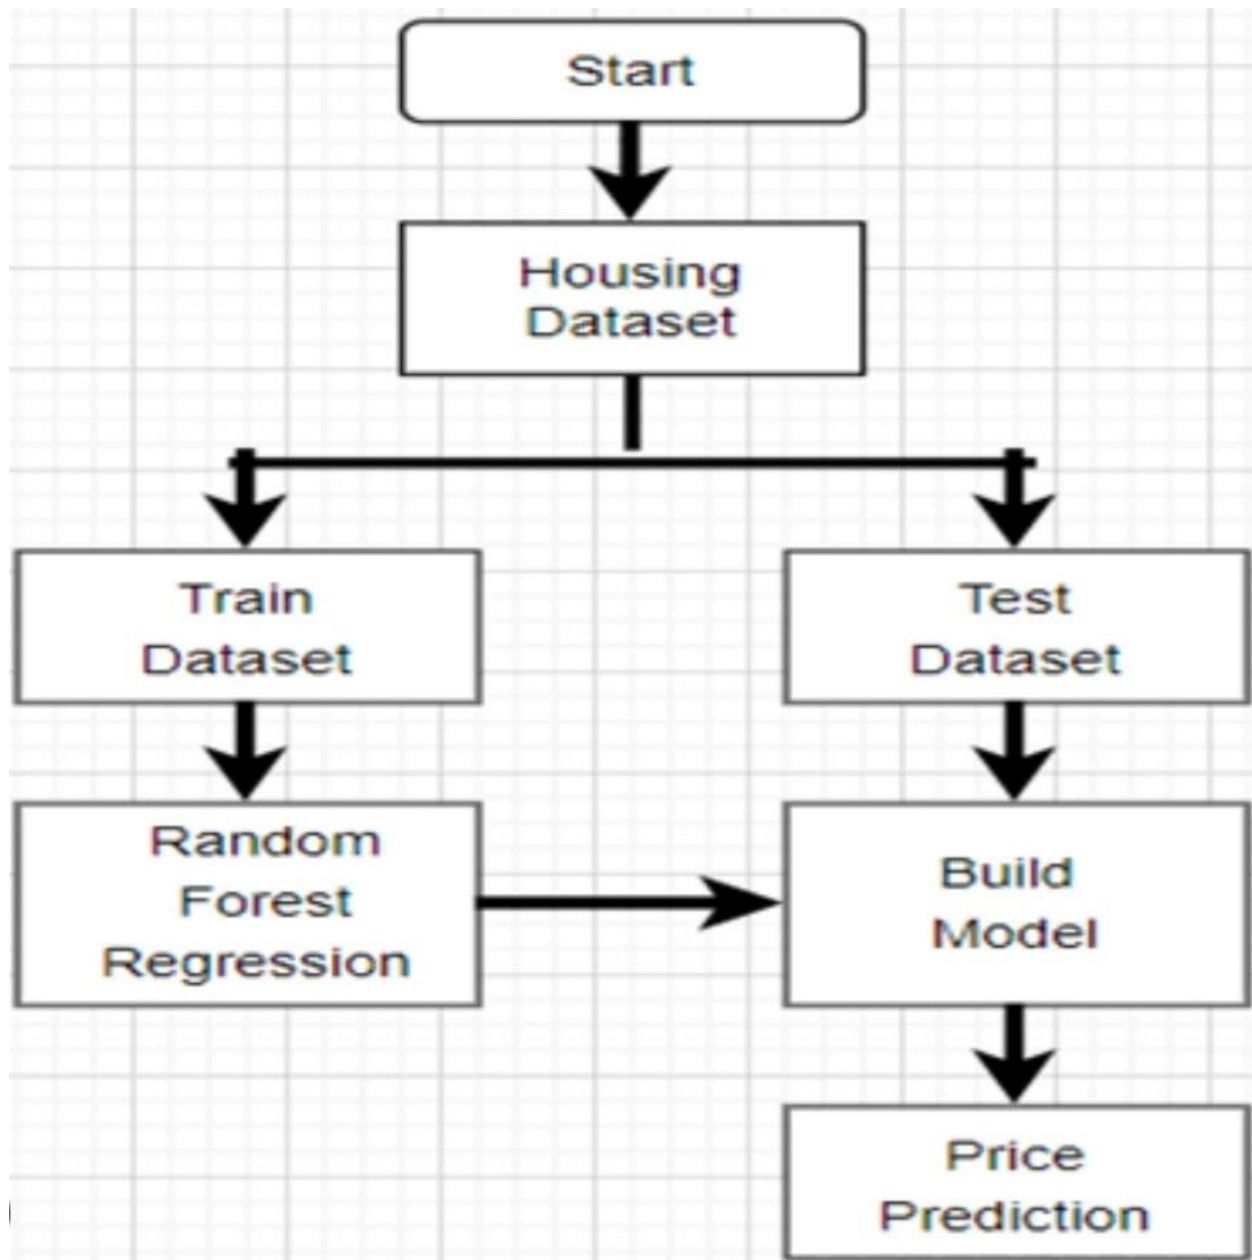 Start
Housing
Dataset
Train
Dataset
Test
Dataset
Random
Forest
Regression
Build
Model
Price
Prediction